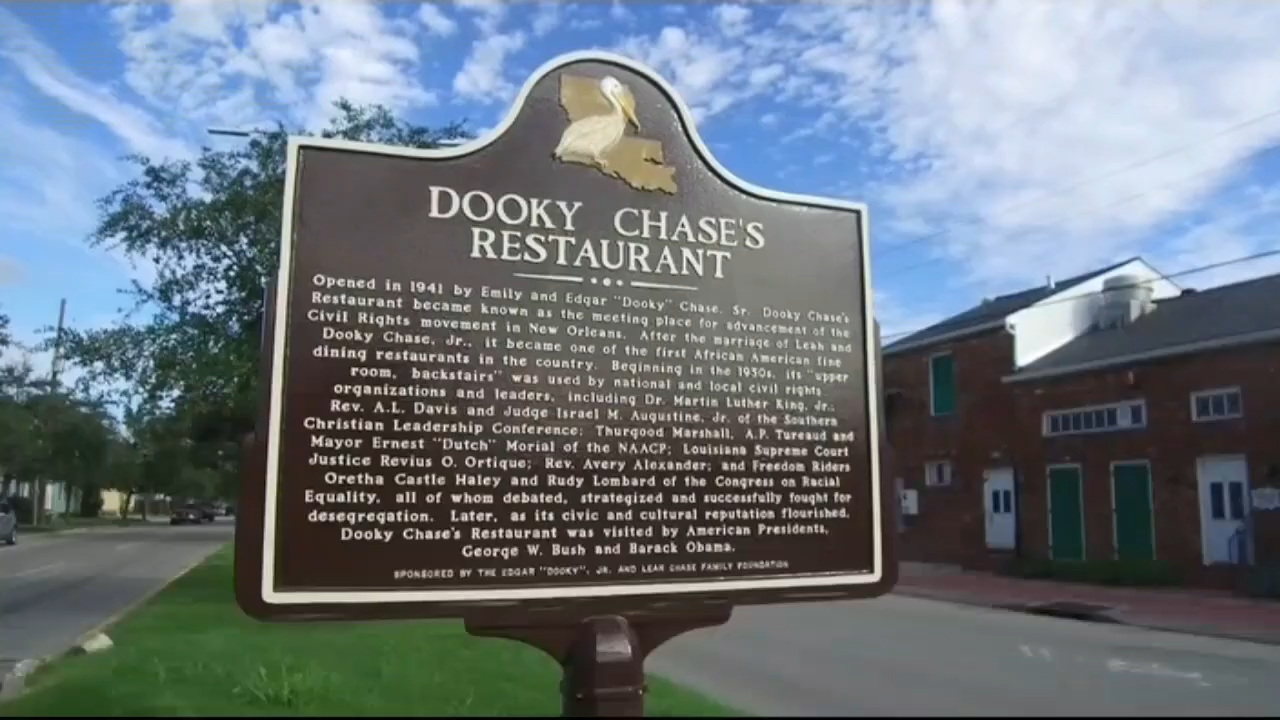 DOOKY CHASE'S
RESTAURANT
Opened in 1941 by Emily and Edgar "Dooky" Chase, Sr. Dooky Chase's
Restaurant became known as the meeting place for advancement of the
Civil Rights movement in New Orleans. After the marriage of Leah and
Dooky Chase, Jr., it became one of the first African American fine
dining restaurants in the country. Beginning in the 1950s, its "upper
room, backstairs" was used by national and local civil rights
organizations and leaders, including Dr. Martin Luther King, Jr.,
Rev. A.L. Davis and Judge Israel M. Augustine, Jr. of the Southern
Christian Leadership Conference; Thurgood Marshall, A.P. Tureaud and
Mayor Ernest "Dutch" Morial of the NAACP; Louisiana Supreme Court
Justice Revius O. Ortique; Rev. Avery Alexander; and Freedom Riders
Oretha Castle Haley and Rudy Lombard of the Congress on Racial
Equality, all of whom debated, strategized and successfully fought for
desegregation. Later, as its civic and cultural reputation flourished,
Dooky Chase's Restaurant was visited by American Presidents,
George W. Bush and Barack Obama.
SPONSORED BY THE EDGAR "DOOKY", JR. AND LEAH CHASE FAMILY FOUNDATION